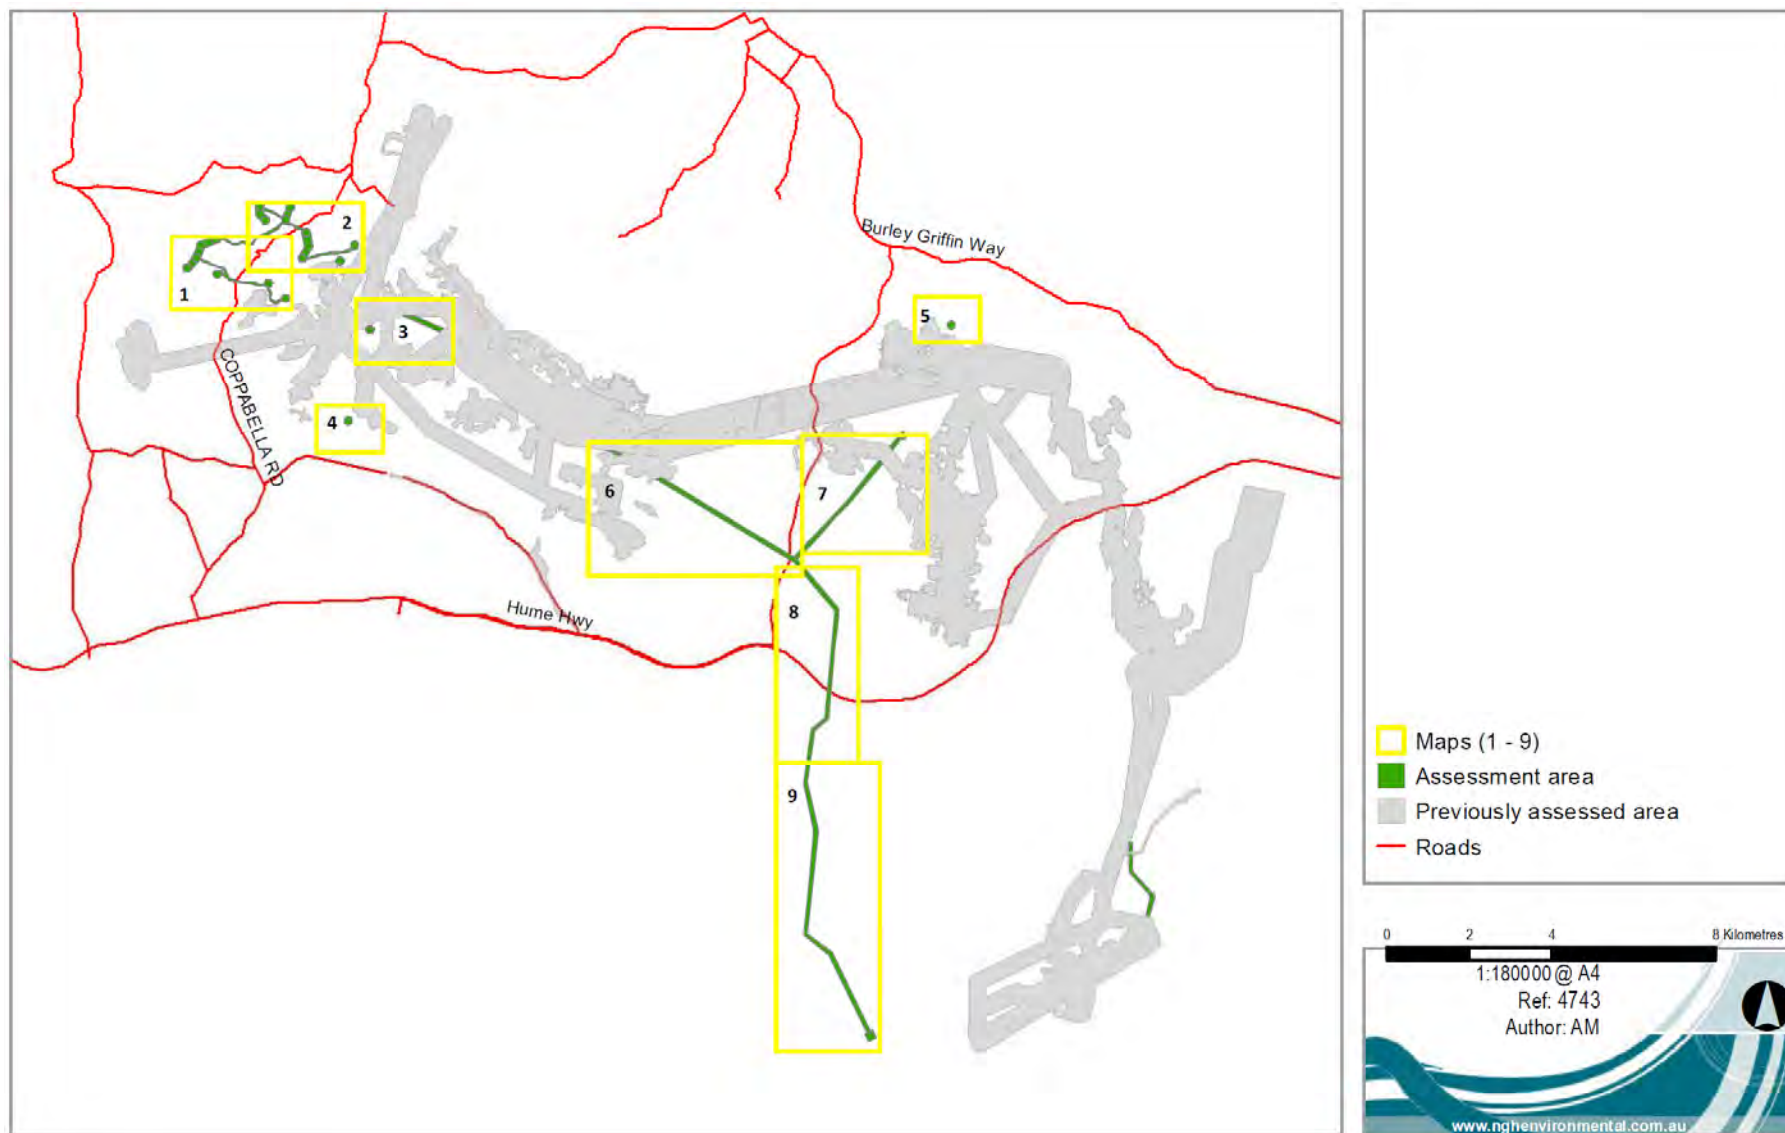 Burley Griffin Way
2
1
5
3
COPPABELLA RD
4
6
7
Hume Hwy
8
9
Maps (1 - 9)
Assessment area
Previously assessed area
Roads
0 2 4 8 Kilometres
1:180000 @ A4
Ref: 4743
Author: AM
www.nghenvironmental.com.au